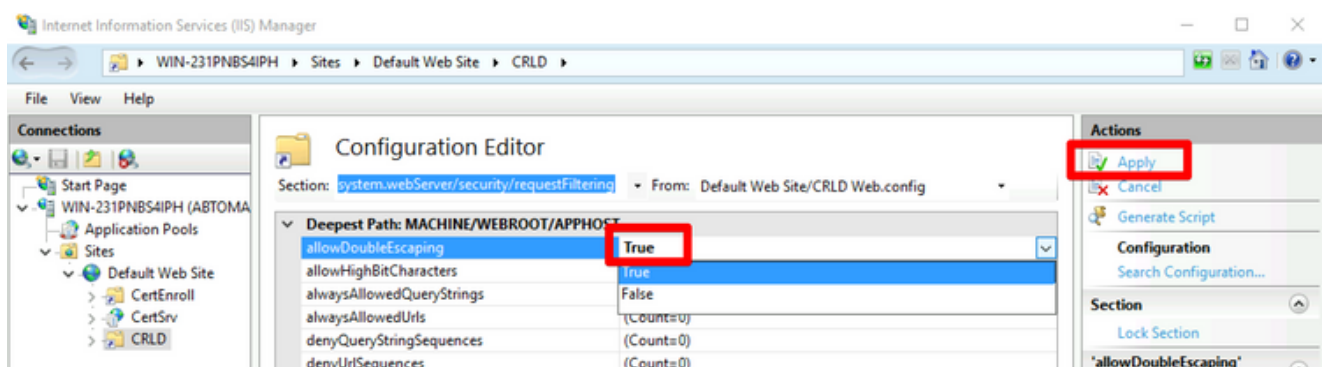 Internet Information Services (IIS) Manager
WIN-231PNBS4IPH Sites Default Web Site CRLD
File View Help
Connections
Start Page
WIN-231PNBS4IPH (ABTOMA
Application Pools
Sites
Default Web Site
CertEnroll
CertSrv
CRLD
Configuration Editor
Section: system.webServer/security/requestFiltering From: Default Web Site/CRLD Web.config
Deepest Path: MACHINE/WEBROOT/APPHOST
allowDoubleEscaping True
allowHighBitCharacters True
alwaysAllowedQueryStrings False
alwaysAllowedUrls (Count=0)
denyQueryStringSequences (Count=0)
denyUrlSequences (Count=0)
Actions
Apply
Cancel
Generate Script
Configuration
Search Configuration...
Section
Lock Section
'allowDoubleEscaping'